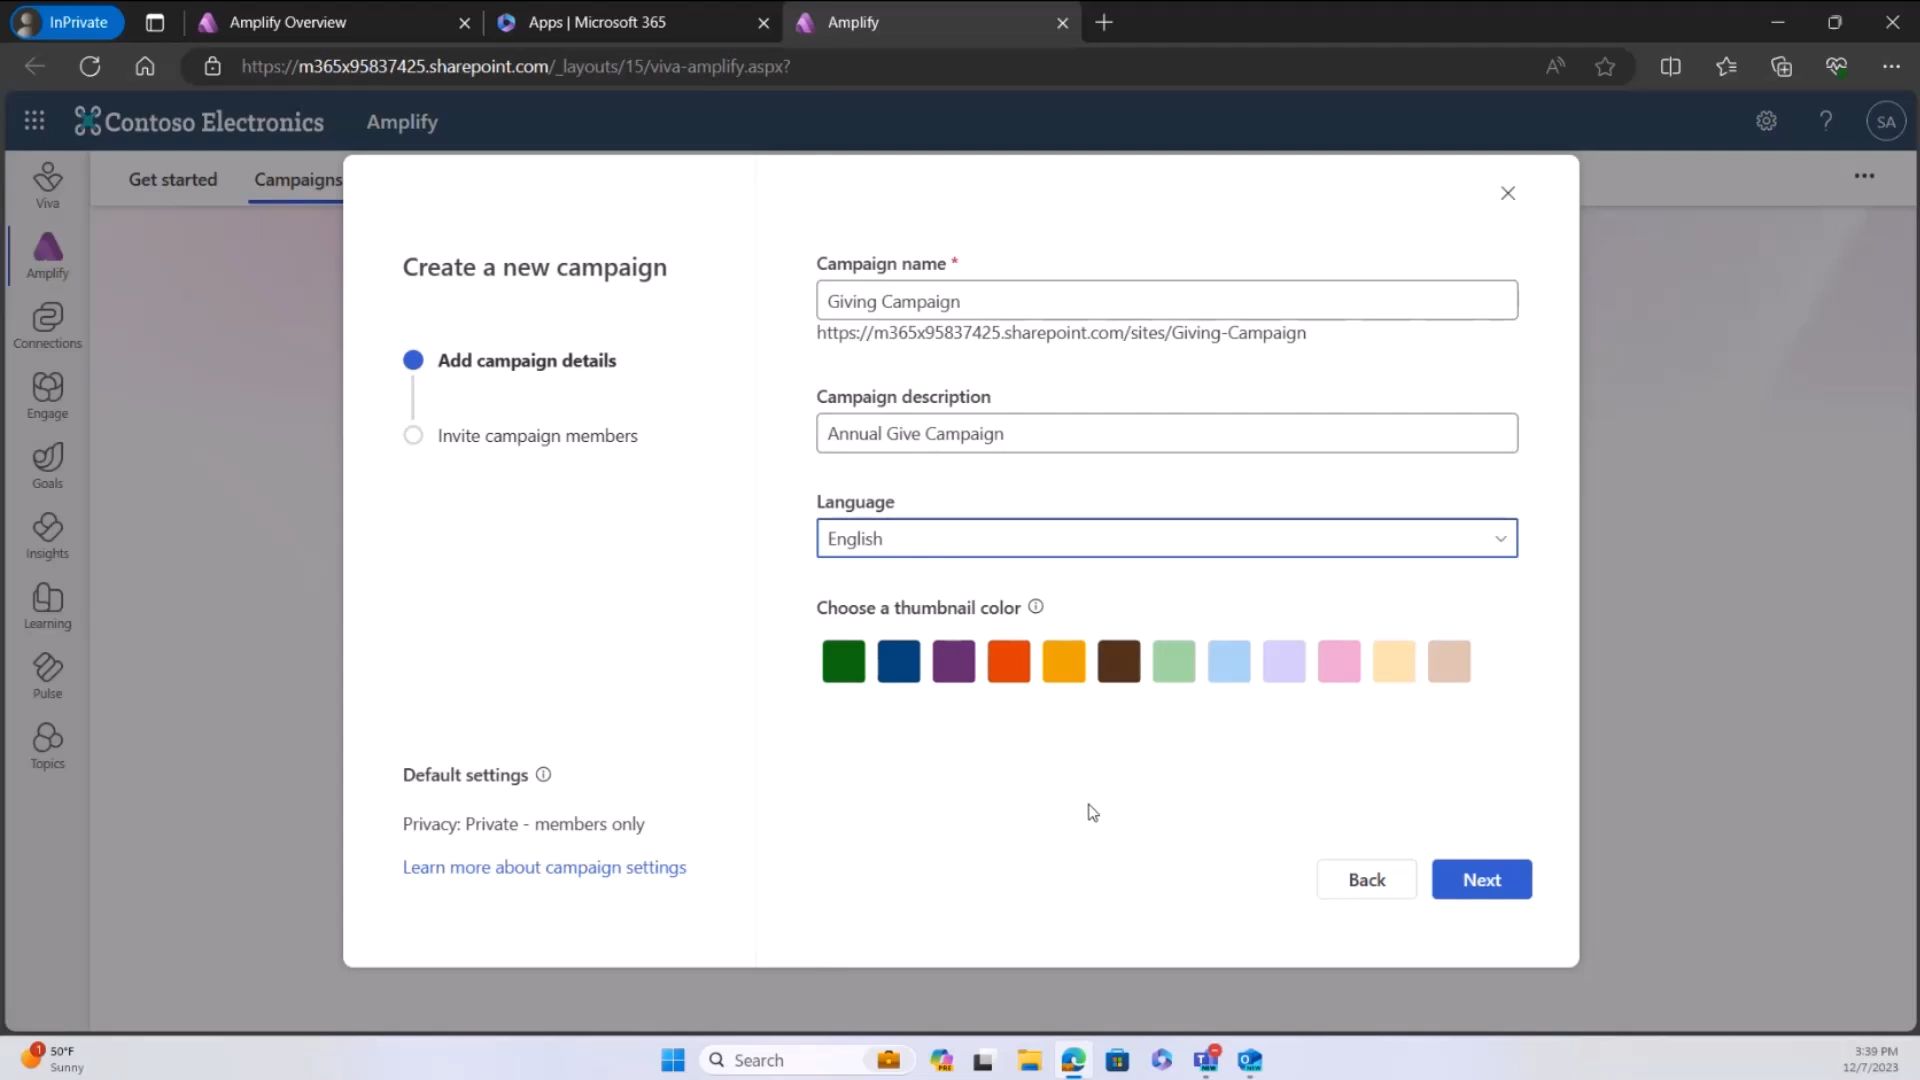 InPrivate
Amplify Overview
Apps | Microsoft 365
Amplify
https://m365x95837425.sharepoint.com/_layouts/15/viva-amplify.aspx?
Contoso Electronics
Amplify
SA
Viva
Amplify
Connections
Engage
Goals
Insights
Learning
Pulse
Topics
Get started
Campaigns
Create a new campaign
Add campaign details
Invite campaign members
Default settings
Privacy: Private - members only
Learn more about campaign settings
Campaign name *
Giving Campaign
https://m365x95837425.sharepoint.com/sites/Giving-Campaign
Campaign description
Annual Give Campaign
Language
English
Choose a thumbnail color
Back
Next
1
50°F
Sunny
Search
PRE
NEW
NEW
3:39 PM
12/7/2023